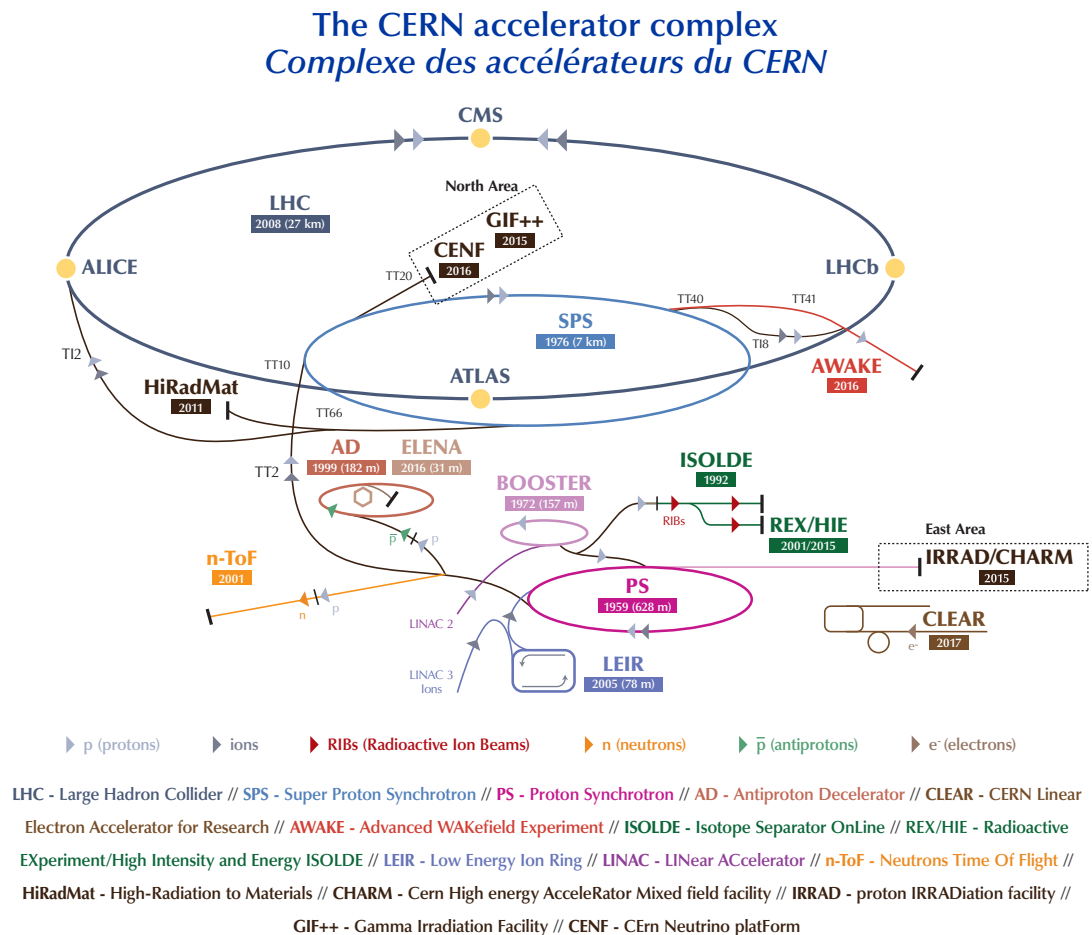 The CERN accelerator complex
Complexe des accélérateurs du CERN
CMS
North Area
LHC
2008 (27 km)
GIF++
2015
CENF
2016
ALICE
LHCb
TT20
TT40
TT41
SPS
1976 (7 km)
TI8
TI2
TT10
AWAKE
2016
ATLAS
HiRadMat
2011
TT66
AD
1999 (182 m)
ELENA
2016 (31 m)
TT2
BOOSTER
1972 (157 m)
ISOLDE
1992
RIBs
REX/HIE
2001/2015
p̅
p
East Area
IRRAD/CHARM
2015
n-ToF
2001
n
p
PS
1959 (628 m)
LINAC 2
CLEAR
2017
e-
LINAC 3
Ions
LEIR
2005 (78 m)
p (protons)
ions
RIBs (Radioactive Ion Beams)
n (neutrons)
p̅ (antiprotons)
e- (electrons)
LHC - Large Hadron Collider // SPS - Super Proton Synchrotron // PS - Proton Synchrotron // AD - Antiproton Decelerator // CLEAR - CERN Linear
Electron Accelerator for Research // AWAKE - Advanced WAKefield Experiment // ISOLDE - Isotope Separator OnLine // REX/HIE - Radioactive
EXperiment/High Intensity and Energy ISOLDE // LEIR - Low Energy Ion Ring // LINAC - LINear ACcelerator // n-ToF - Neutrons Time Of Flight //
HiRadMat - High-Radiation to Materials // CHARM - Cern High energy AcceleRator Mixed field facility // IRRAD - proton IRRADiation facility //
GIF++ - Gamma Irradiation Facility // CENF - CErn Neutrino platForm